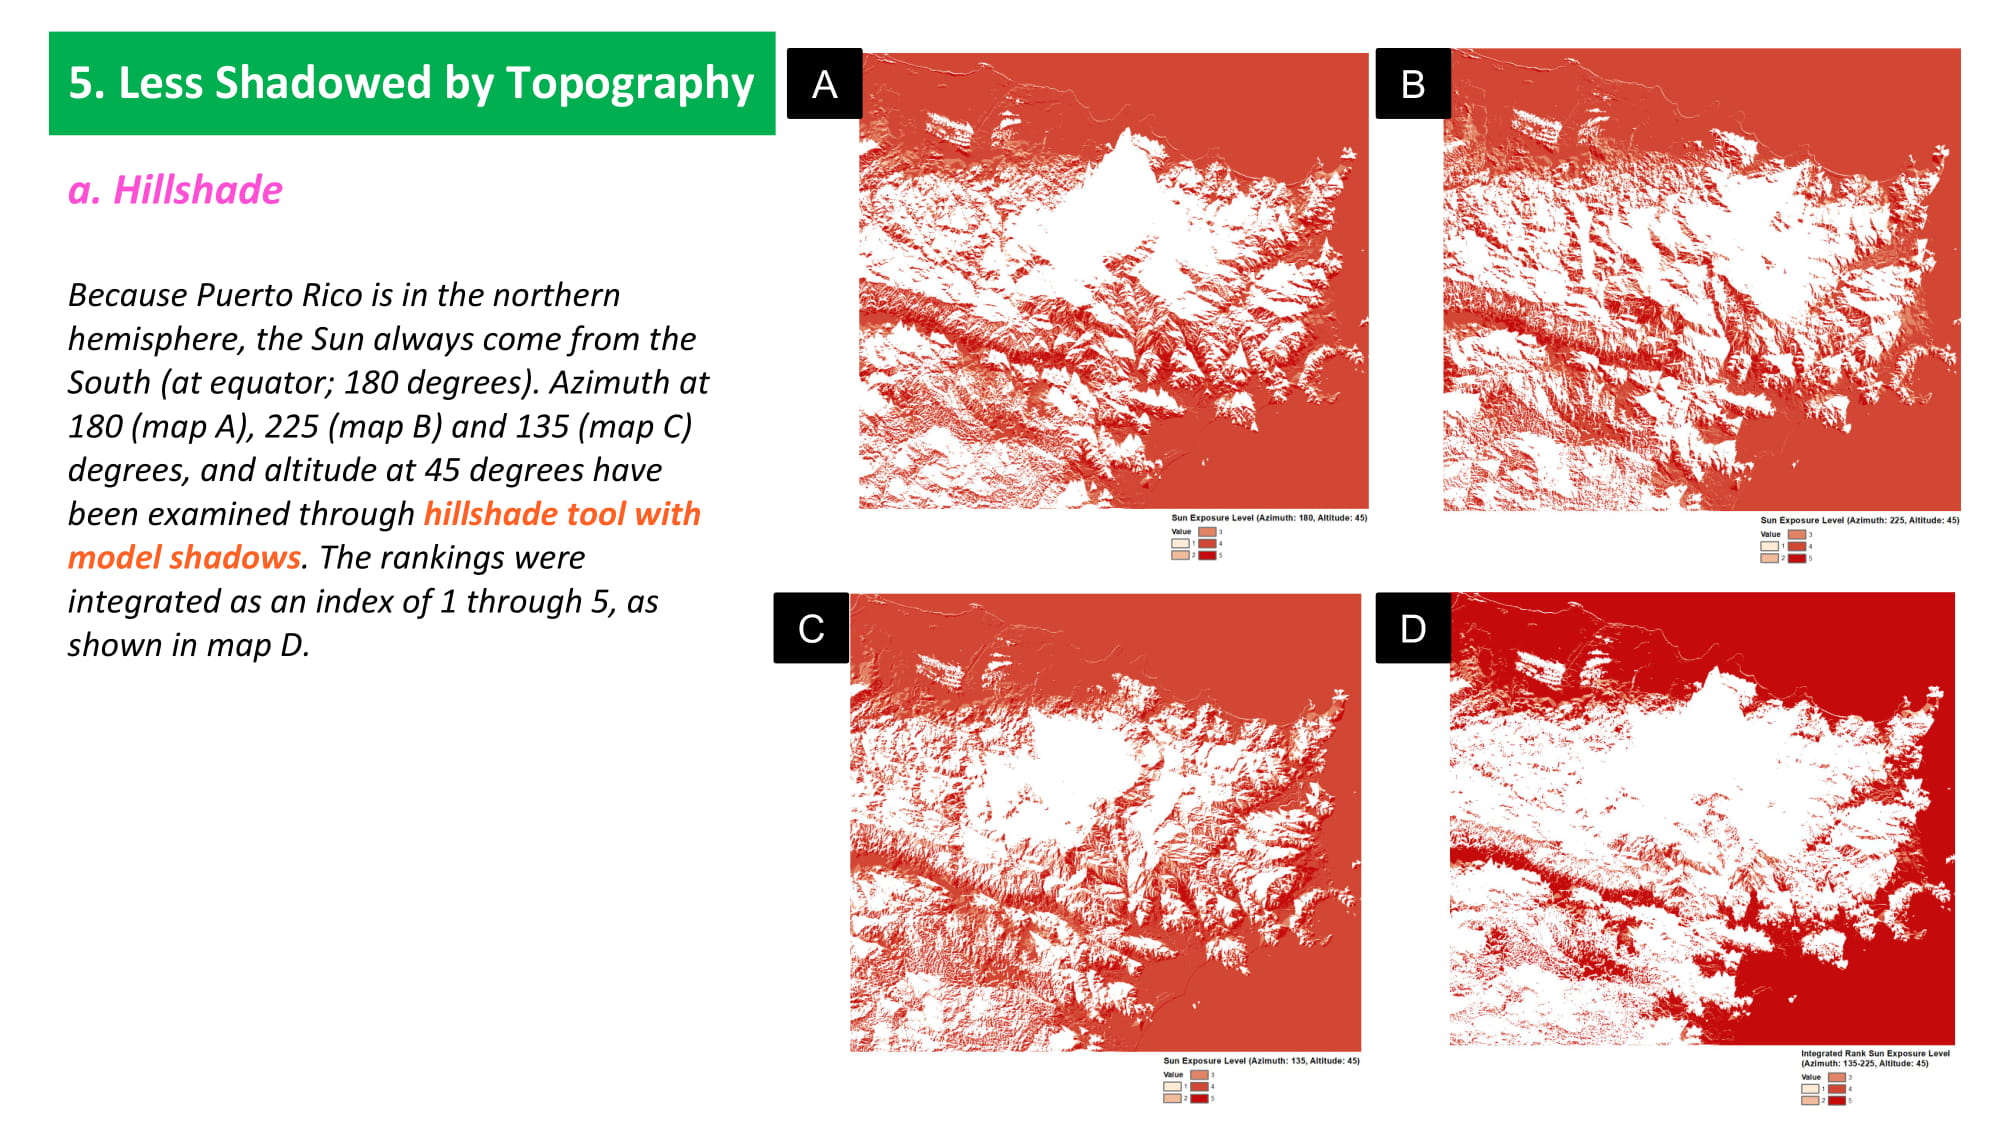 5. Less Shadowed by Topography
a. Hillshade
Because Puerto Rico is in the northern
hemisphere, the Sun always come from the
South (at equator; 180 degrees). Azimuth at
180 (map A), 225 (map B) and 135 (map C)
degrees, and altitude at 45 degrees have
been examined through hillshade tool with
model shadows. The rankings were
integrated as an index of 1 through 5, as
shown in map D.
A
Sun Exposure Level (Azimuth: 180, Altitude: 45)
Value 3
1 4
2 5
B
Sun Exposure Level (Azimuth: 225, Altitude: 45)
Value 3
1 4
2 5
C
Sun Exposure Level (Azimuth: 135, Altitude: 45)
Value 3
1 4
2 5
D
Integrated Rank Sun Exposure Level
(Azimuth: 135-225, Altitude: 45)
Value 3
1 4
2 5